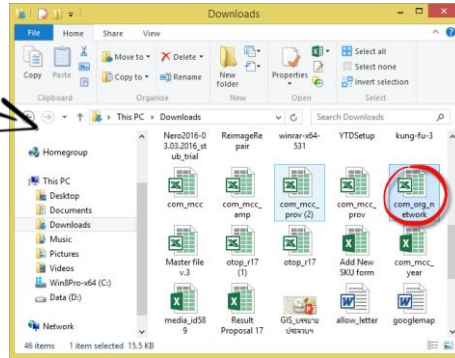 Downloads
File Home Share View
Copy Paste Move to Copy to Delete Rename New folder Properties Select all Select none Invert selection
Clipboard Organize New Open Select
This PC Downloads Search Downloads
Homegroup
This PC
Desktop
Documents
Downloads
Music
Pictures
Videos
Win8Pro-x64 (C:)
Data (D:)
Network
Nero2016-0
3.03.2016_st
ub_trial
ReimageRe
pair
winrar-x64-
531
YTDSetup
kung-fu-3
com_mcc
com_mcc_
amp
com_mcc_
prov (2)
com_mcc_
prov
com_org_n
etwork
Master file
v.3
otop_r17
(1)
otop_r17
Add New
SKU form
com_mcc_
year
media_id58
9
Result
Proposal 17
allow_letter
googlemap
46 items 1 item selected 15.5 KB